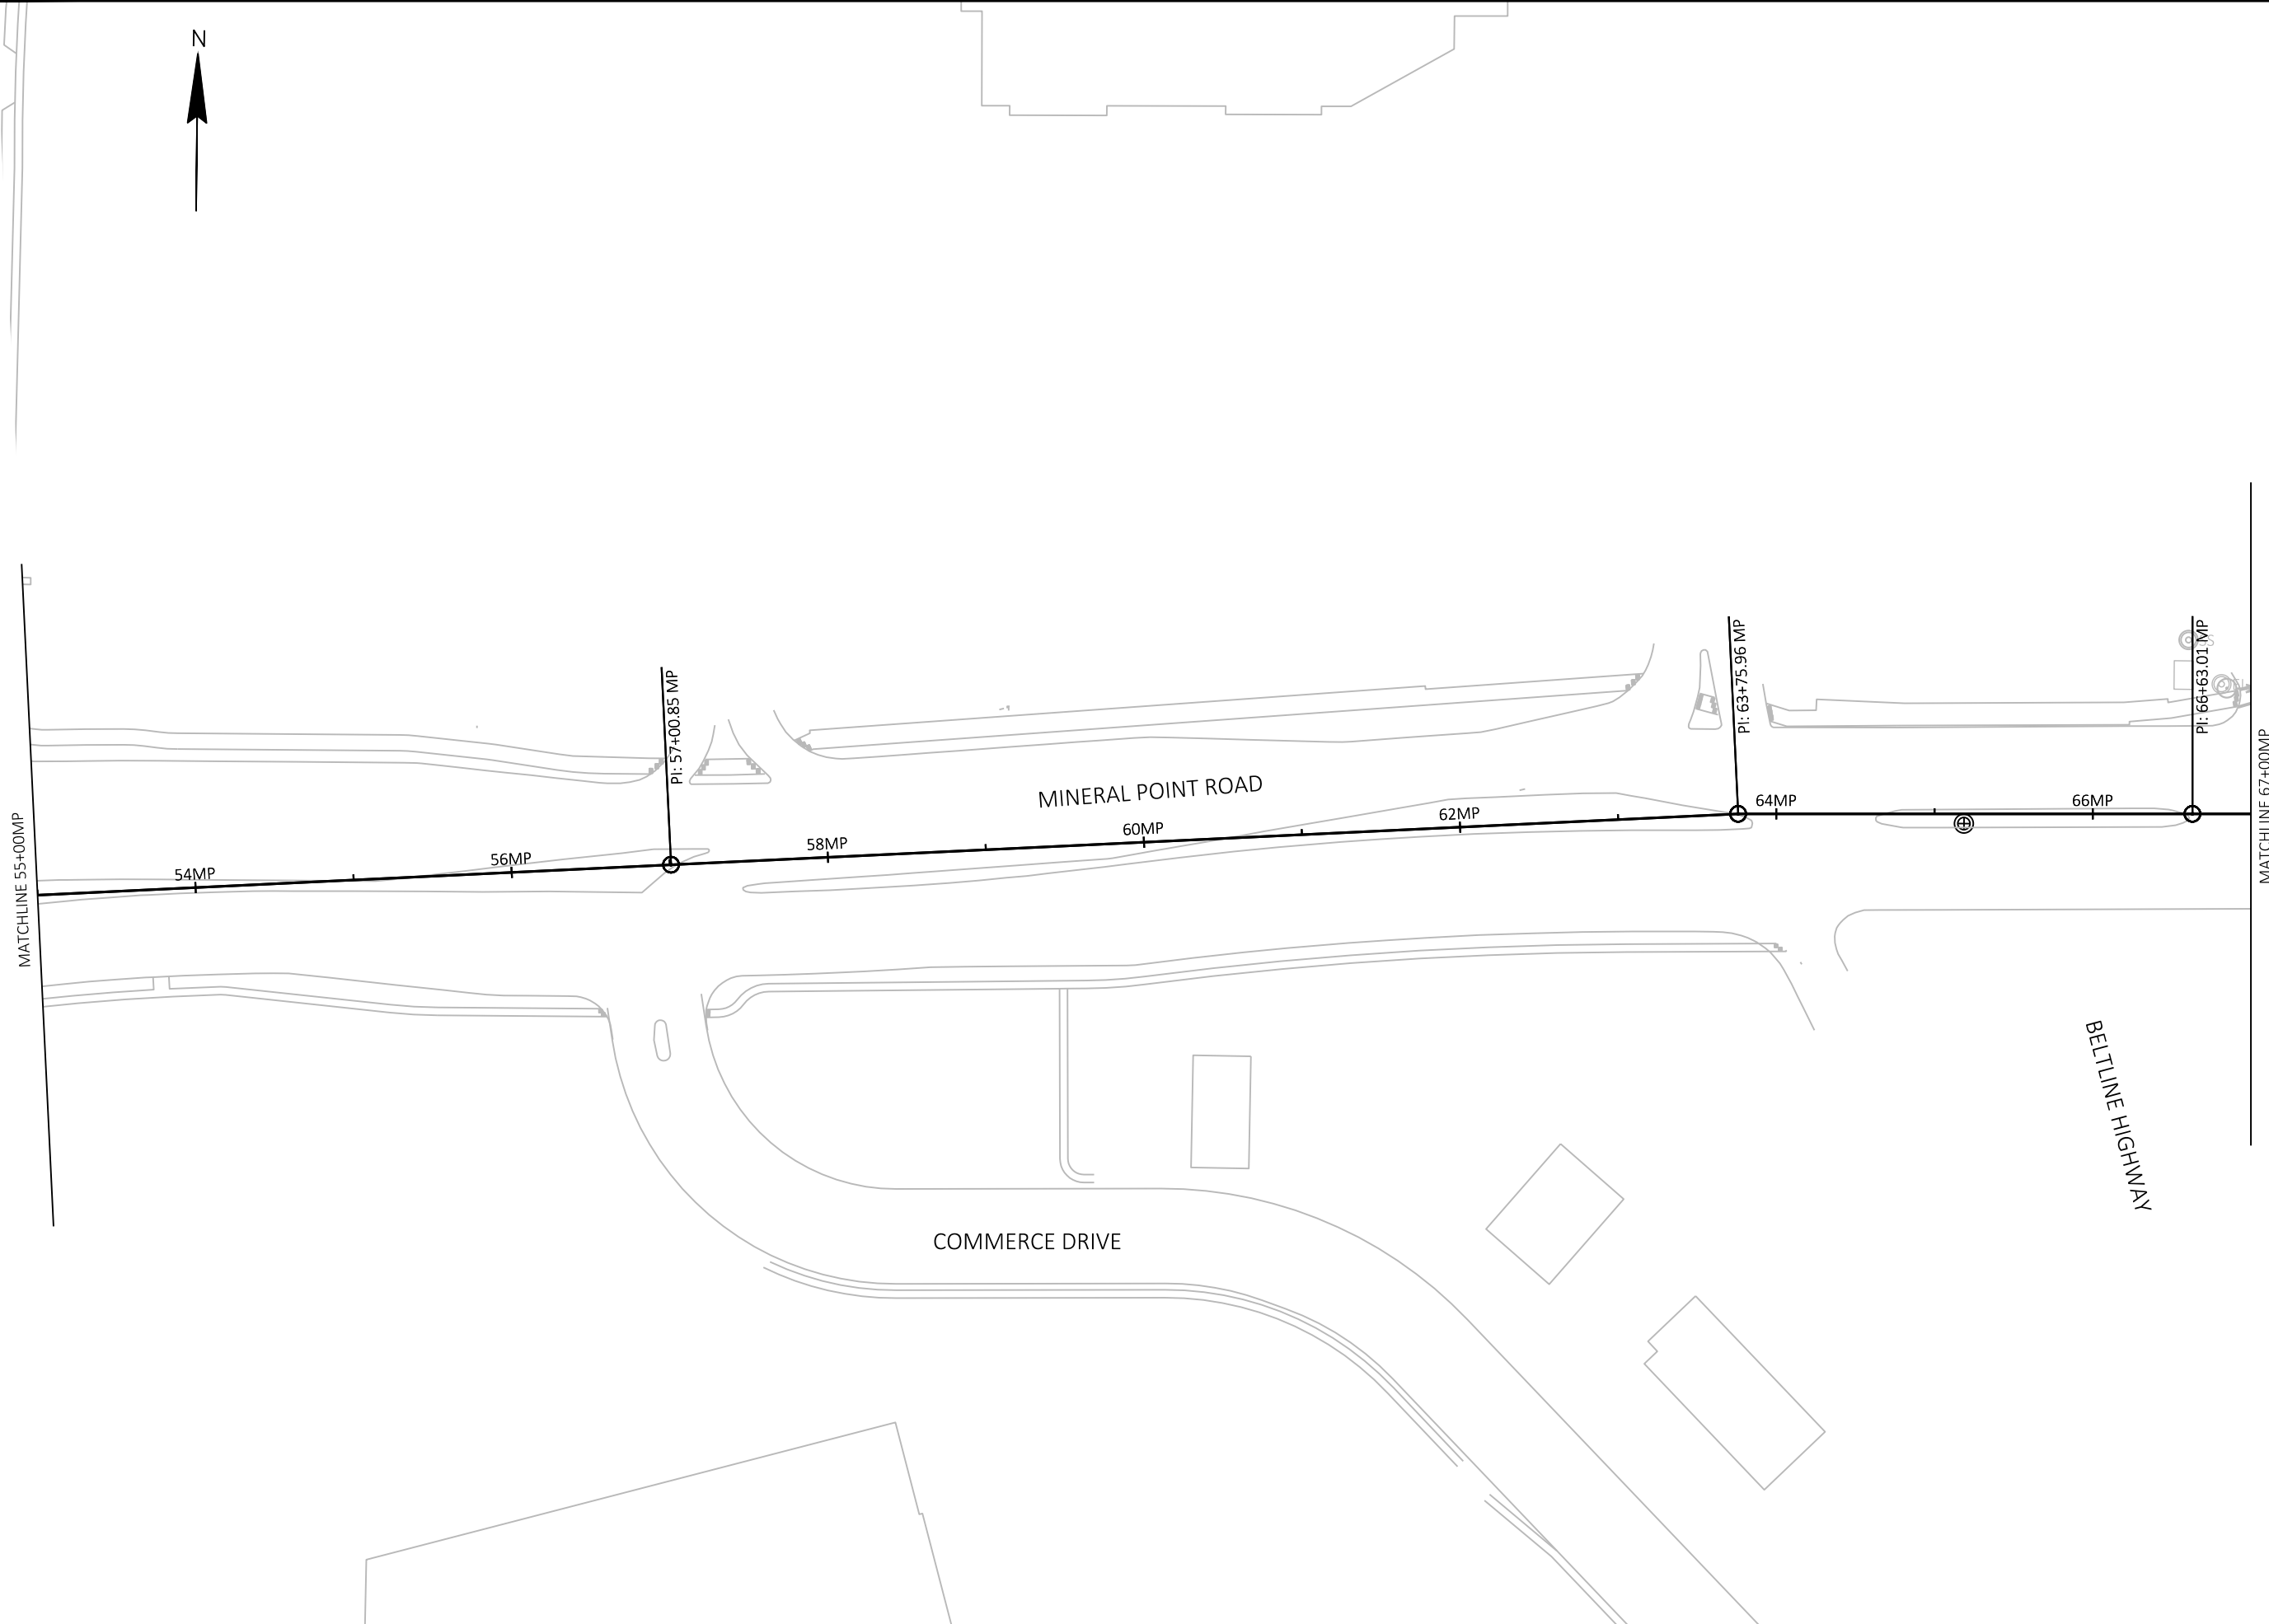 N
PI: 63+75.96 MP
PI: 66+63.01 MP
PI: 57+00.85 MP
MATCHLINE 67+00MP
MINERAL POINT ROAD
64MP
66MP
62MP
60MP
58MP
56MP
54MP
MATCHLINE 55+00MP
BELTLINE HIGHWAY
COMMERCE DRIVE